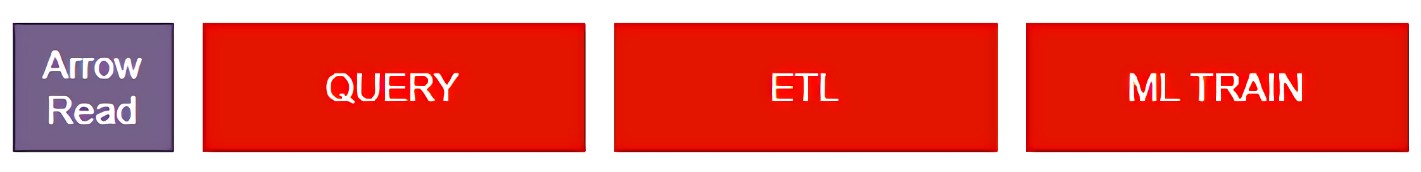 Arrow
Read
QUERY
ETL
ML TRAIN